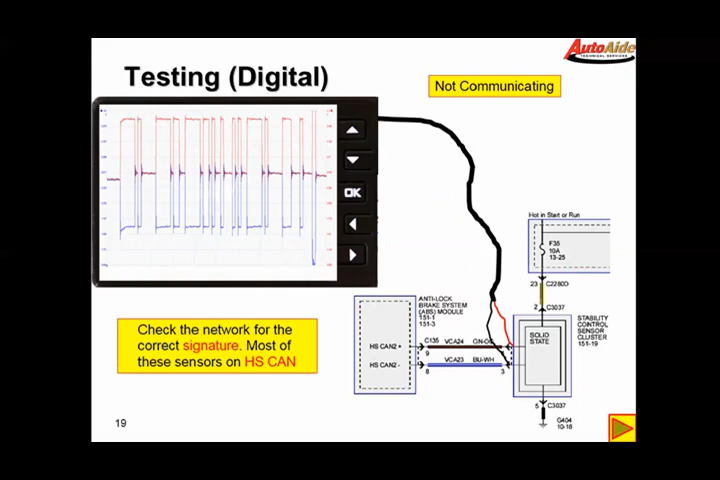 AutoAide
TECHNICAL SERVICES
Testing (Digital)
Not Communicating
OK
Hot in Start or Run
F35
10A
13-25
23 C2280D
2 C3037
ANTI-LOCK
BRAKE SYSTEM
(ABS) MODULE
151-1
151-3
STABILITY
CONTROL
SENSOR
CLUSTER
151-19
SOLID
STATE
HS CAN2 +
C135 VCA24 GN-OG
9
HS CAN2 -
VCA23 BU-WH
8
3
5 C3037
G404
10-18
Check the network for the
correct signature. Most of
these sensors on HS CAN
19